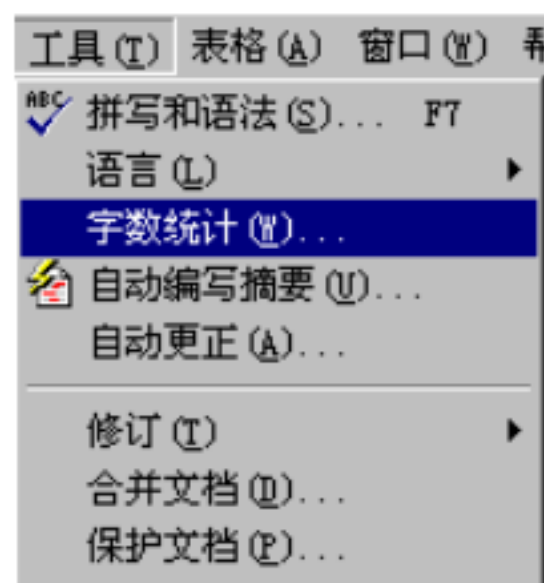 工具(T) 表格(A) 窗口(W)
ABC 拼写和语法(S)... F7
语言(L)
字数统计(W)...
自动编写摘要(U)...
自动更正(A)...
修订(T)
合并文档(D)...
保护文档(P)...